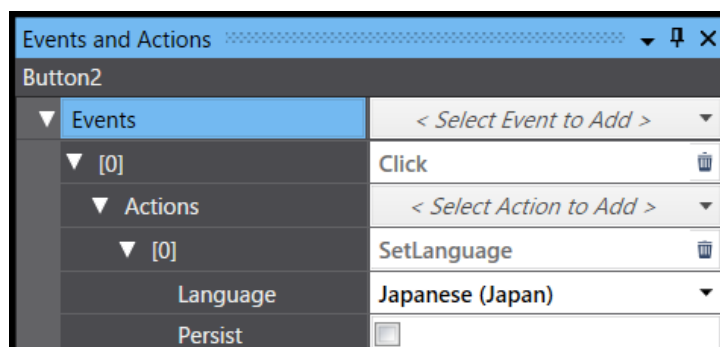 Events and Actions
Button2
Events < Select Event to Add >
[0] Click
Actions < Select Action to Add >
[0] SetLanguage
Language Japanese (Japan)
Persist